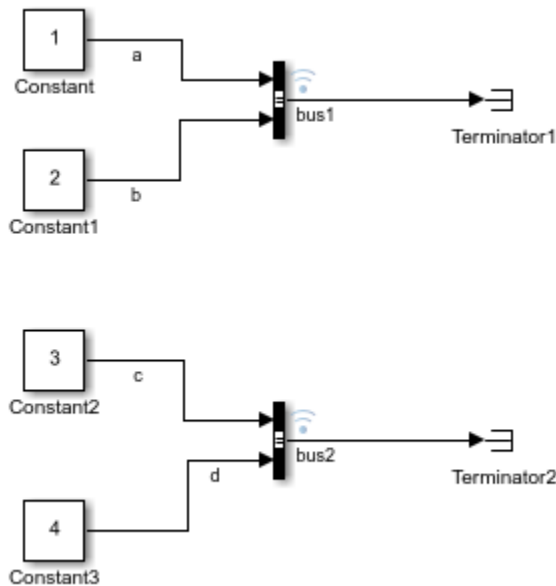 1
a
Constant
bus1
Terminator1
2
b
Constant1
3
c
Constant2
bus2
d
Terminator2
4
Constant3